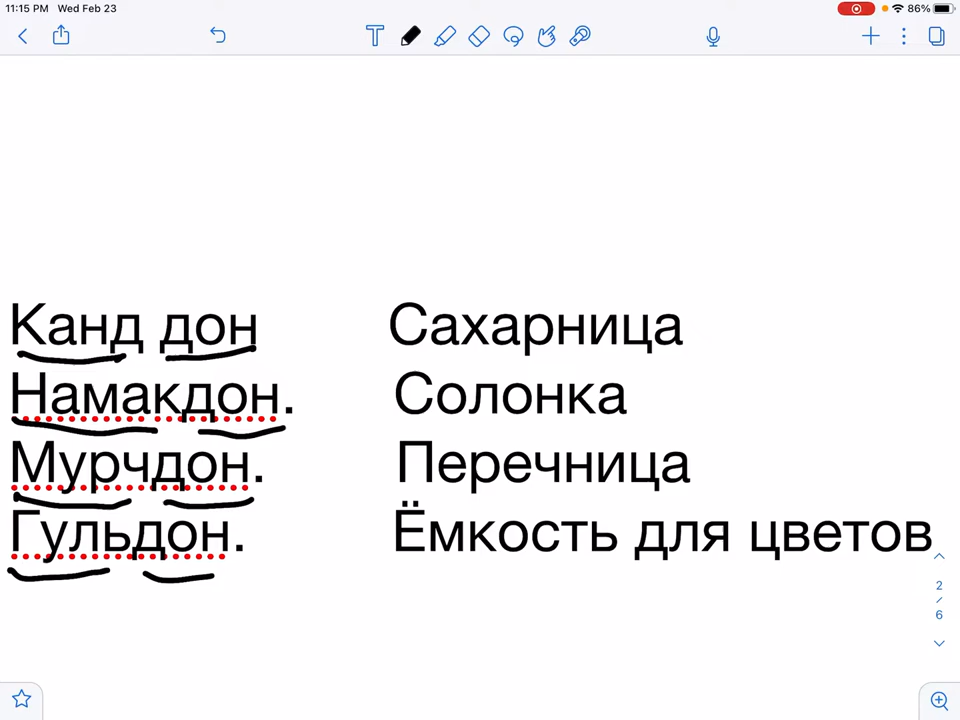 11:15 PM Wed Feb 23 86%
Канд дон Сахарница
Намакдон. Солонка
Мурчдон. Перечница
Гульдон. Ёмкость для цветов
2
/
6